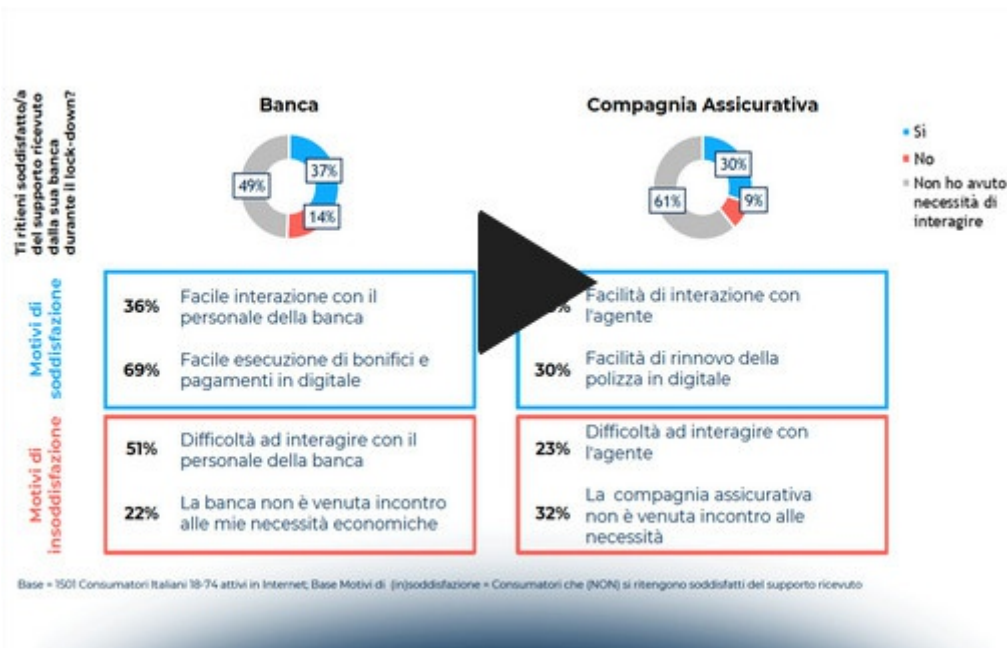 Ti ritieni soddisfatto/a
del supporto ricevuto
dalla sua banca
durante il lock-down?
Banca
37%
14%
49%
Compagnia Assicurativa
30%
9%
61%
Si
No
Non ho avuto
necessità di
interagire
Motivi di
soddisfazione
36%
Facile interazione con il
personale della banca
69%
Facile esecuzione di bonifici e
pagamenti in digitale
Facilità di interazione con
l'agente
30%
Facilità di rinnovo della
polizza in digitale
Motivi di
insoddisfazione
51%
Difficoltà ad interagire con il
personale della banca
22%
La banca non è venuta incontro
alle mie necessità economiche
23%
Difficoltà ad interagire con
l'agente
32%
La compagnia assicurativa
non è venuta incontro alle
necessità
Base = 1501 Consumatori Italiani 18-74 attivi in Internet; Base Motivi di (in)soddisfazione = Consumatori che (NON) si ritengono soddisfatti del supporto ricevuto